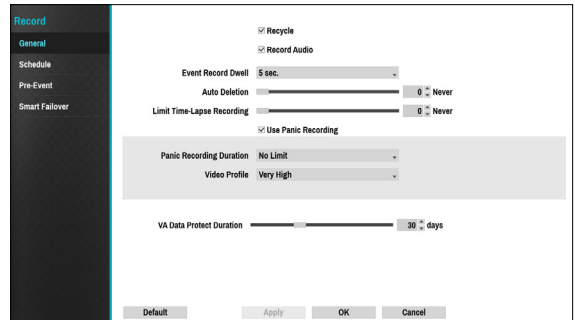 Record
General
Schedule
Pre-Event
Smart Failover
Recycle
Record Audio
Event Record Dwell 5 sec.
Auto Deletion 0 Never
Limit Time-Lapse Recording 0 Never
Use Panic Recording
Panic Recording Duration No Limit
Video Profile Very High
VA Data Protect Duration 30 days
Default Apply OK Cancel